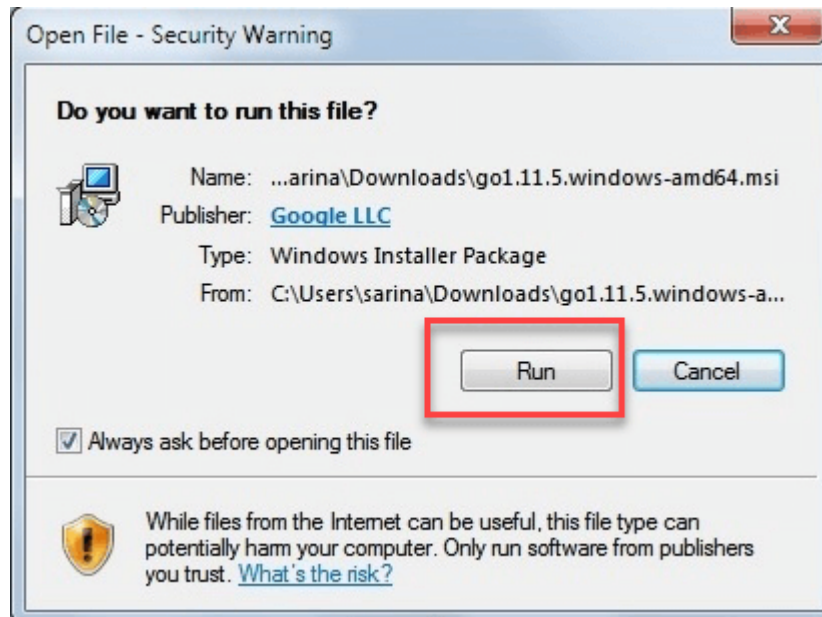 Open File - Security Warning
Do you want to run this file?
Name: ...arina\Downloads\go1.11.5.windows-amd64.msi
Publisher: Google LLC
Type: Windows Installer Package
From: C:\Users\sarina\Downloads\go1.11.5.windows-a...
Run Cancel
Always ask before opening this file
While files from the Internet can be useful, this file type can
potentially harm your computer. Only run software from publishers
you trust. What's the risk?